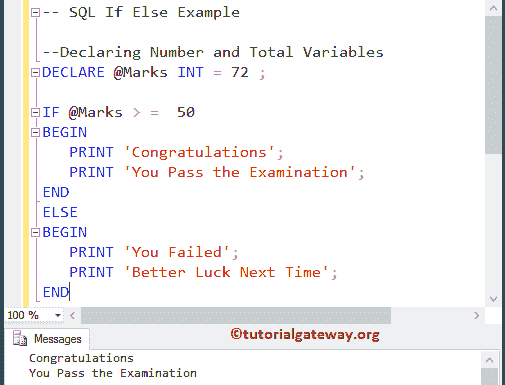 -- SQL If Else Example
--Declaring Number and Total Variables
DECLARE @Marks INT = 72 ;
IF @Marks > =  50
BEGIN
PRINT 'Congratulations';
PRINT 'You Pass the Examination';
END
ELSE
BEGIN
PRINT 'You Failed';
PRINT 'Better Luck Next Time';
END
100 %
©tutorialgateway.org
Messages
Congratulations
You Pass the Examination